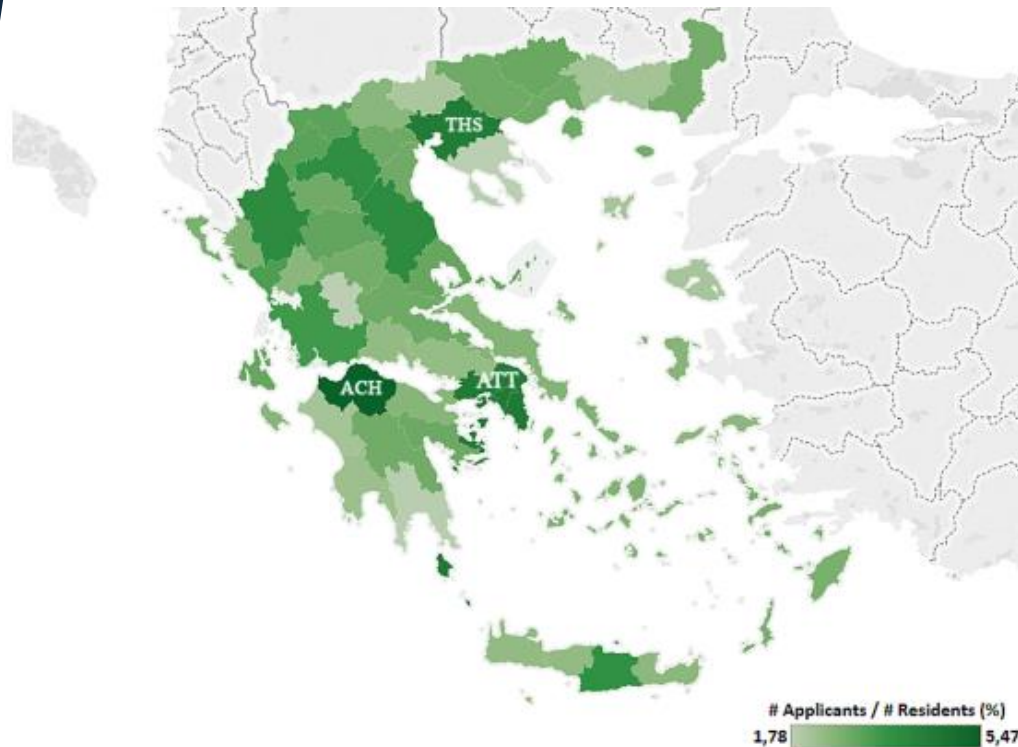 THS
ACH
ATT
# Applicants / # Residents (%)
1,78
5,47